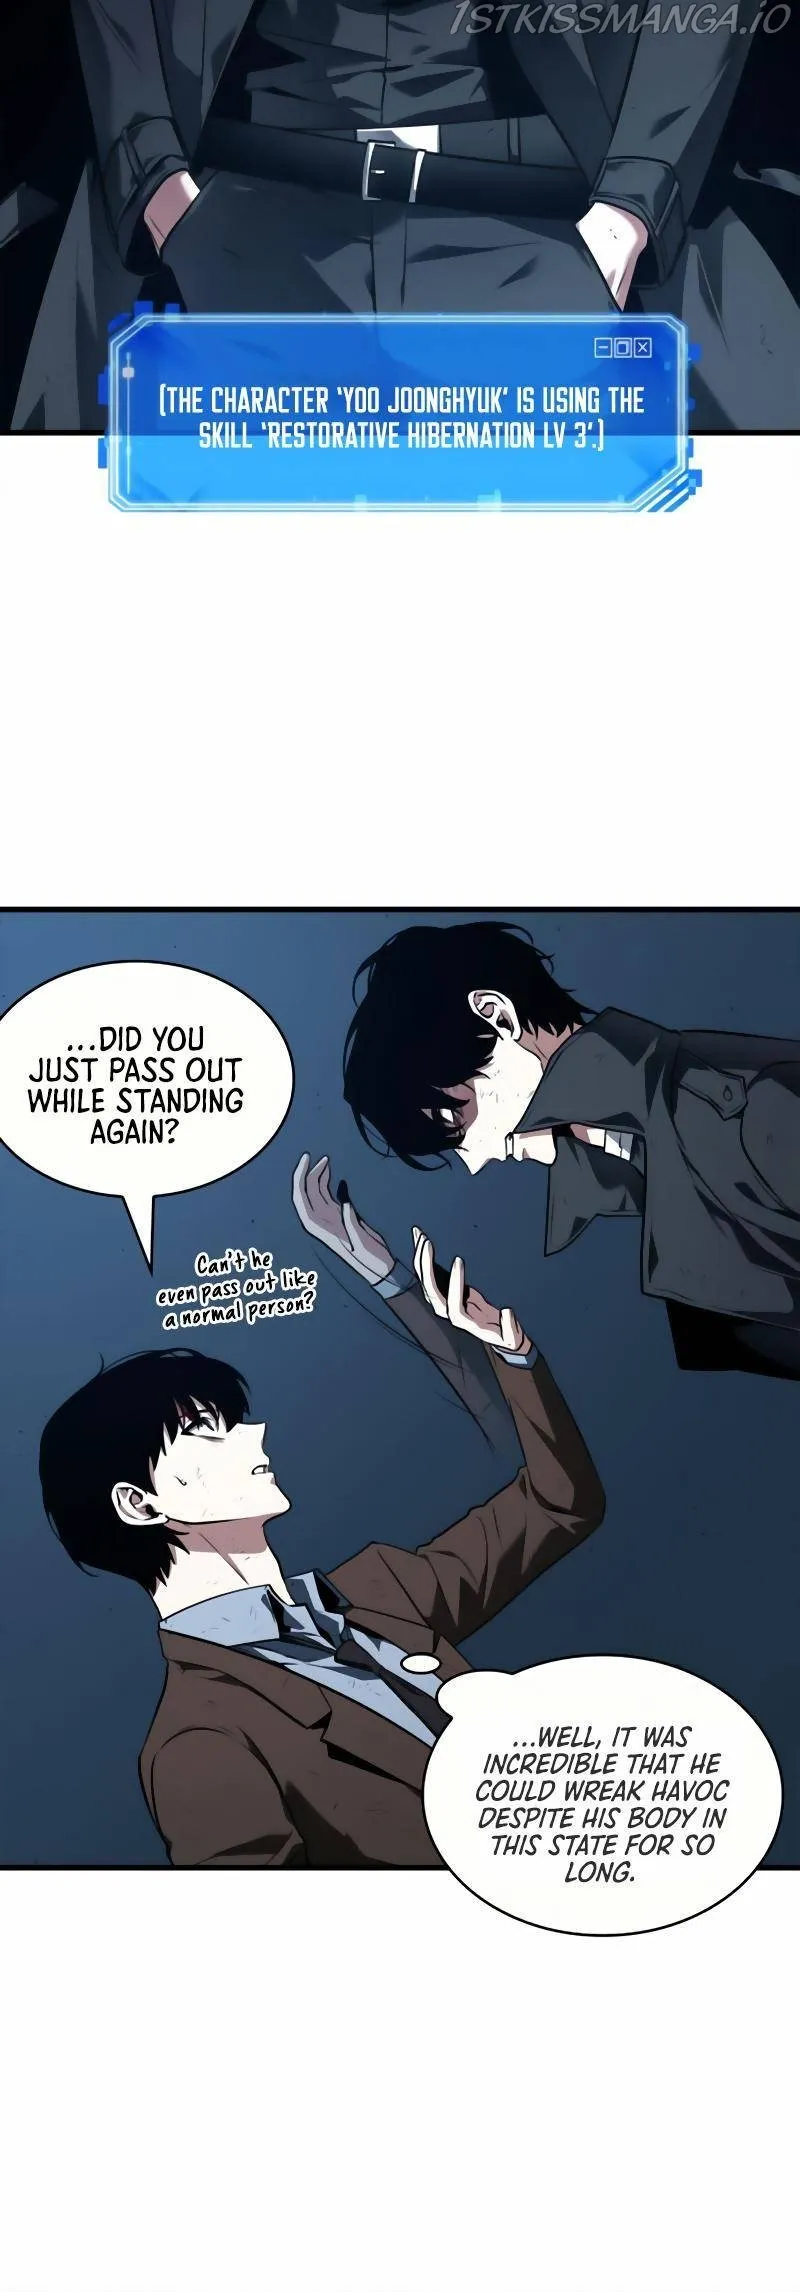 1STKISSMANGA.IO
(THE CHARACTER 'YOO JOONGHYUK' IS USING THE
SKILL 'RESTORATIVE HIBERNATION LV 3'.)
...DID YOU
JUST PASS OUT
WHILE STANDING
AGAIN?
Can't he
even pass out like
a normal person?
...WELL, IT WAS
INCREDIBLE THAT HE
COULD WREAK HAVOC
DESPITE HIS BODY IN
THIS STATE FOR SO
LONG.